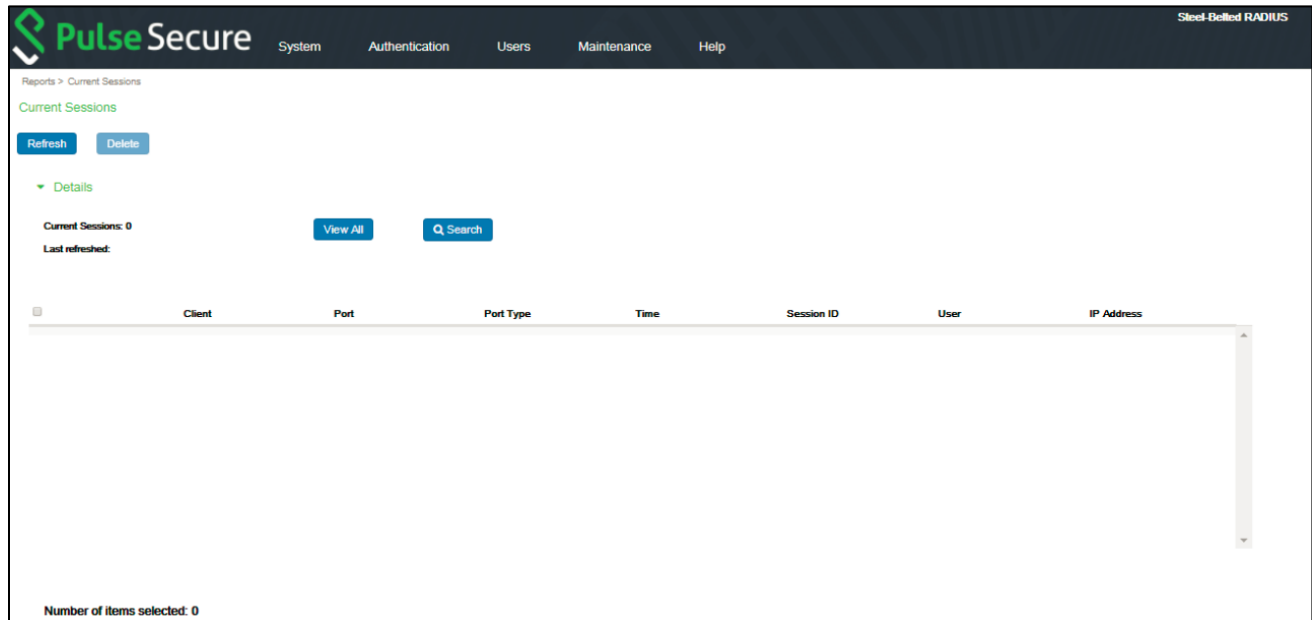 Steel-Belted RADIUS
Pulse Secure System Authentication Users Maintenance Help
Reports > Current Sessions
Current Sessions
Refresh Delete
Details
Current Sessions: 0 View All Search
Last refreshed:
Client Port Port Type Time Session ID User IP Address
Number of items selected: 0